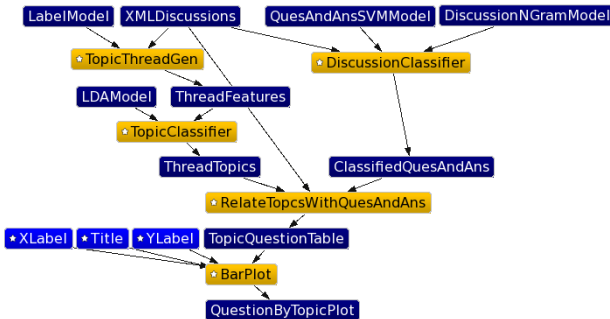 LabelModel XMLDiscussions QuesAndAnsSVMModel DiscussionNGramModel
TopicThreadGen DiscussionClassifier
LDAModel ThreadFeatures
TopicClassifier
ThreadTopics ClassifiedQuesAndAns
RelateTopcsWithQuesAndAns
XLabel Title YLabel TopicQuestionTable
BarPlot
QuestionByTopicPlot